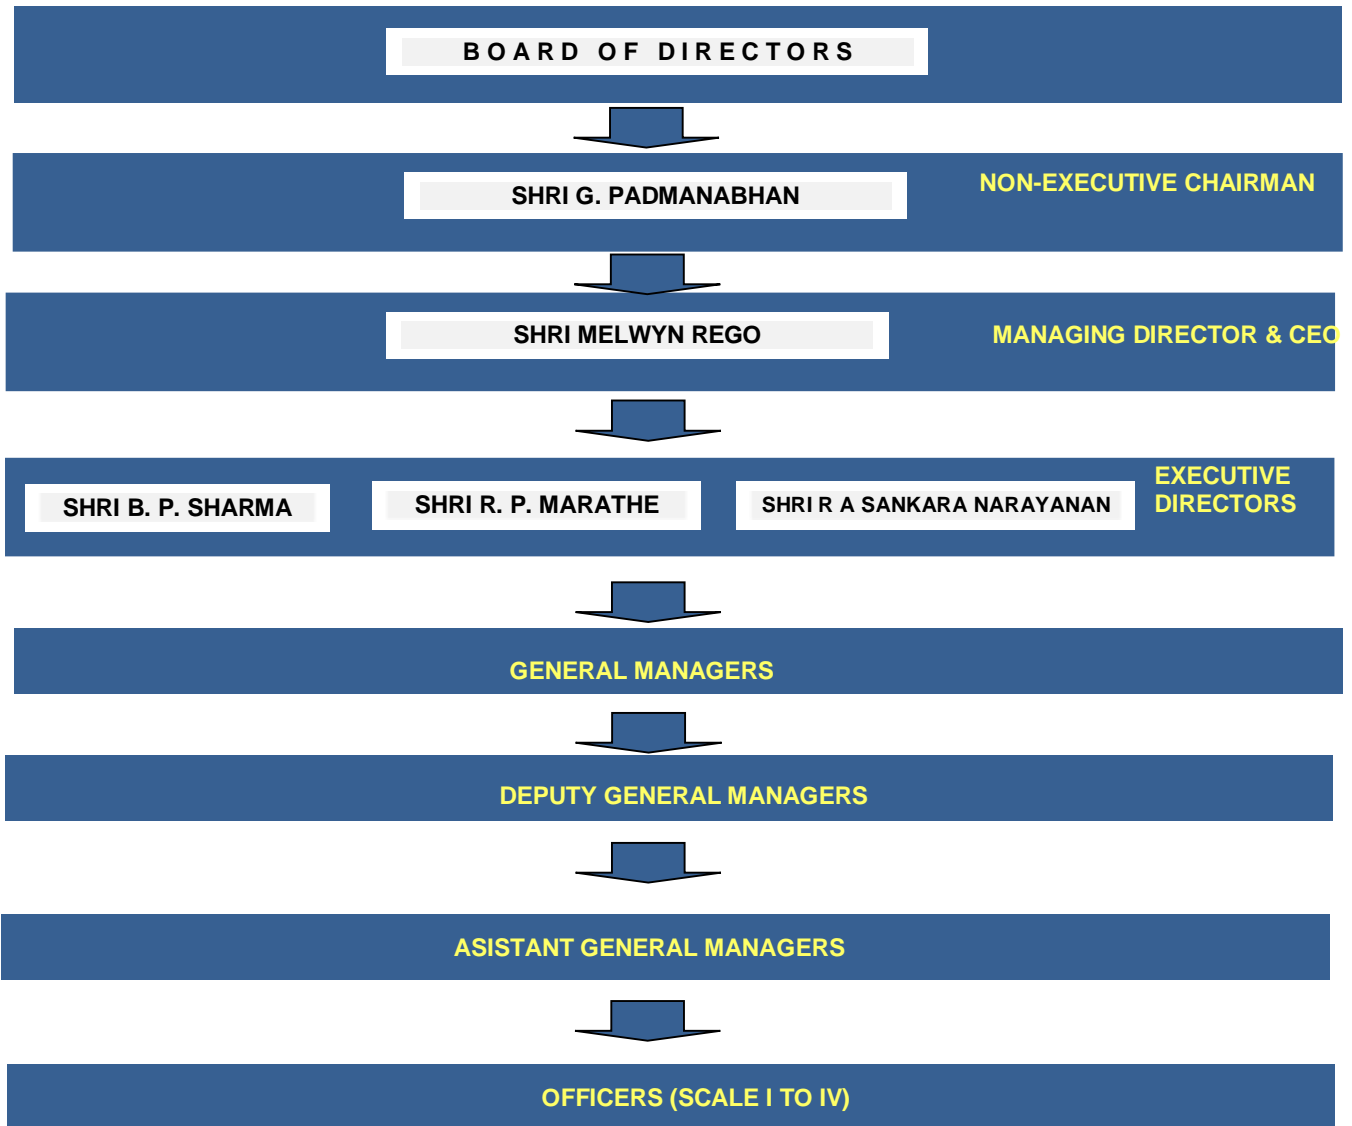 BOARD OF DIRECTORS
SHRI G. PADMANABHAN
NON-EXECUTIVE CHAIRMAN
SHRI MELWYN REGO
MANAGING DIRECTOR & CEO
SHRI B. P. SHARMA
SHRI R. P. MARATHE
SHRI R A SANKARA NARAYANAN
EXECUTIVE
DIRECTORS
GENERAL MANAGERS
DEPUTY GENERAL MANAGERS
ASISTANT GENERAL MANAGERS
OFFICERS (SCALE I TO IV)